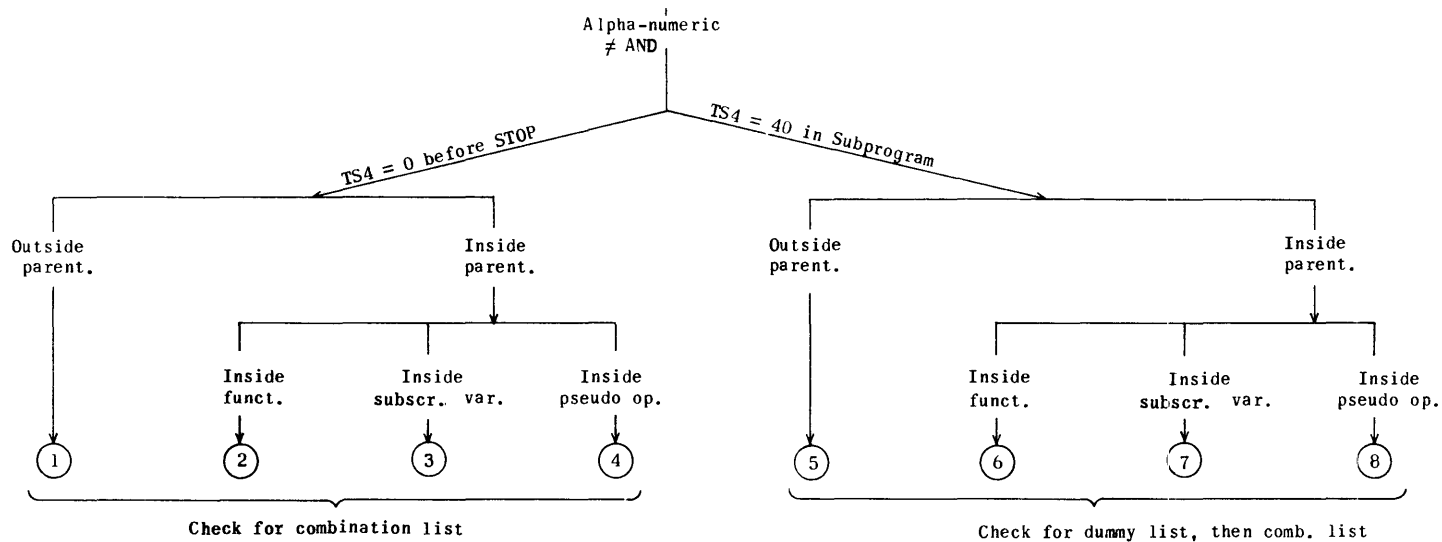 Alpha-numeric
≠ AND
TS4 = 0 before STOP
TS4 = 40 in Subprogram
Outside
parent.
Inside
parent.
Outside
parent.
Inside
parent.
Inside
funct.
Inside
subscr. var.
Inside
pseudo op.
Inside
funct.
Inside
subscr. var.
Inside
pseudo op.
1
2
3
4
5
6
7
8
Check for combination list
Check for dummy list, then comb. list